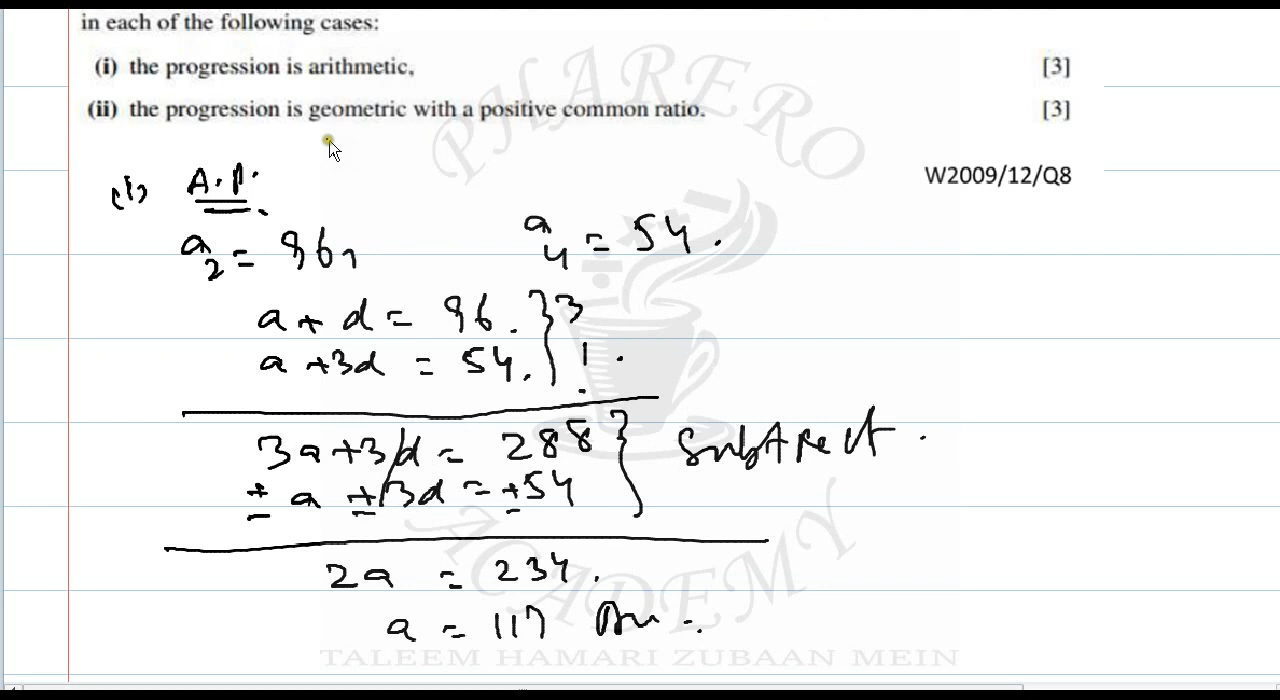 in each of the following cases:
(i) the progression is arithmetic, [3]
(ii) the progression is geometric with a positive common ratio. [3]
W2009/12/Q8
(i) A.P.
a₂ = 96, a₄ = 54.
a + d = 96. } 3
a + 3d = 54. } 1.
3a + 3d = 288 } Subtract.
± a ± 3d = ± 54
2a = 234.
a = 117 Ans.
PHARERO
ACADEMY
TALEEM HAMARI ZUBAAN MEIN